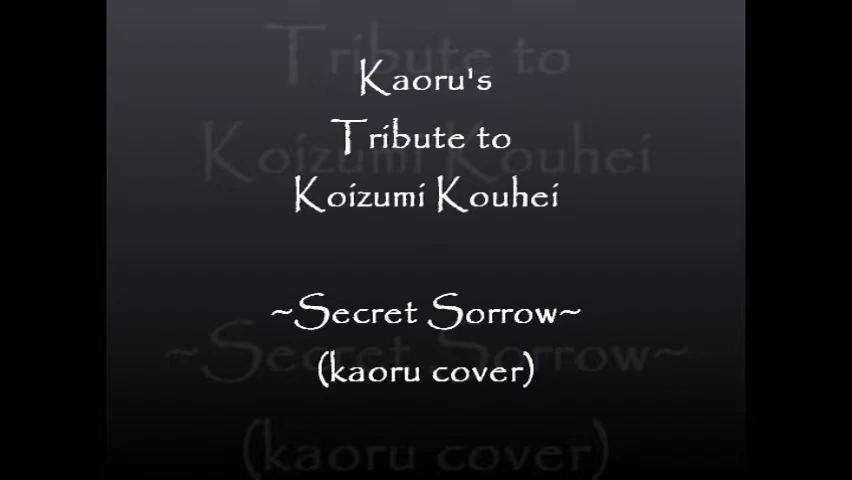 Kaoru's
Tribute to
Koizumi Kouhei
~Secret Sorrow~
(kaoru cover)